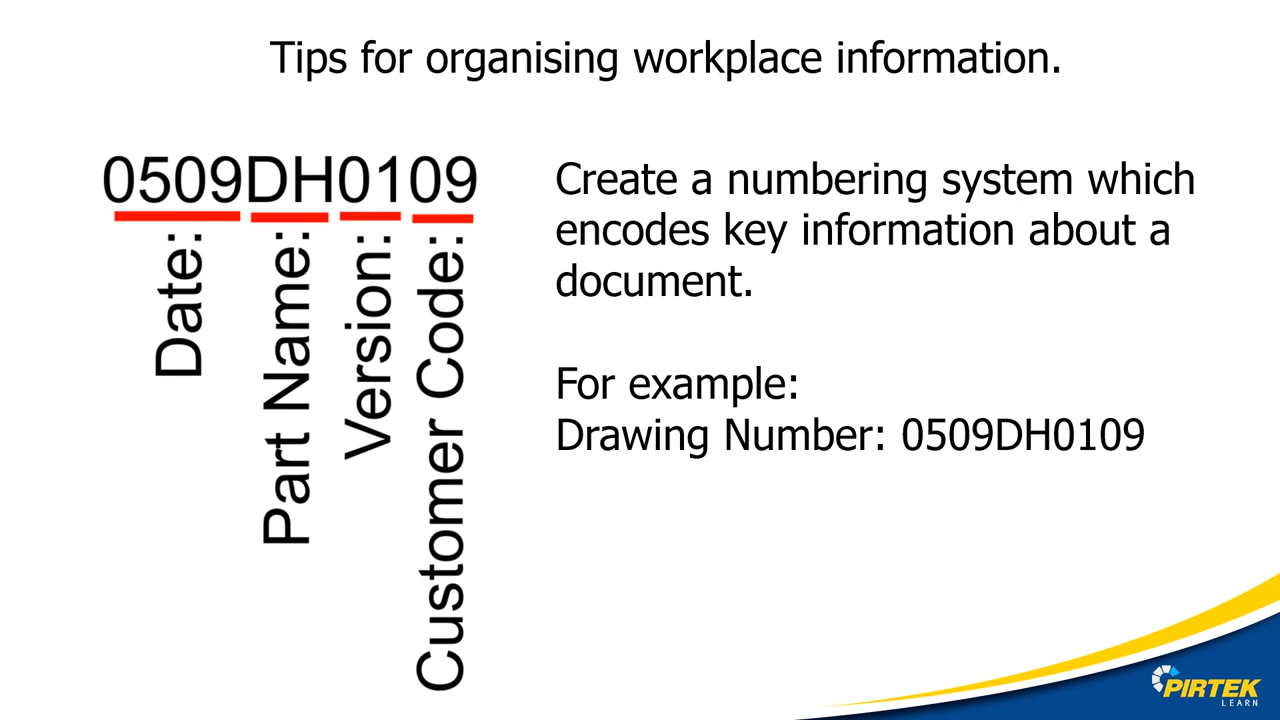 Tips for organising workplace information.
0509DH0109
Date:
Part Name:
Version:
Customer Code:
Create a numbering system which
encodes key information about a
document.
For example:
Drawing Number: 0509DH0109
PIRTEK
LEARN